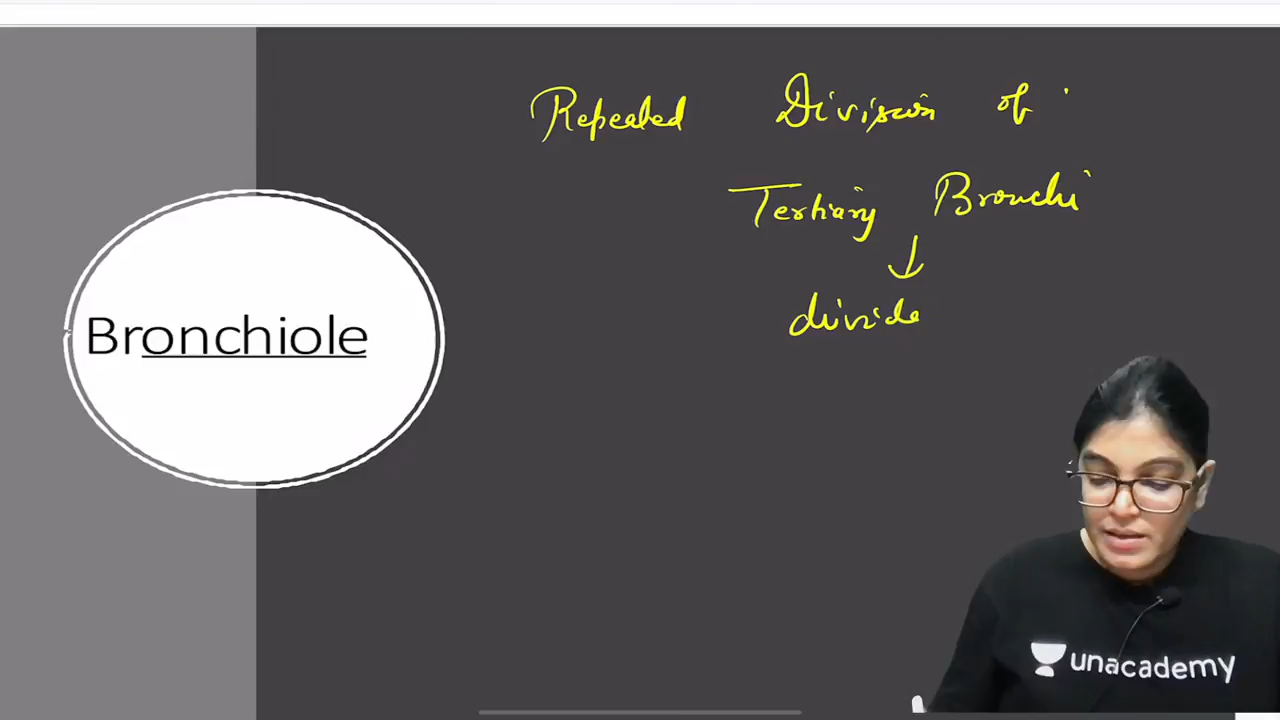 Repeated Division of
Tertiary Bronchi
↓
divide
Bronchiole
unacademy